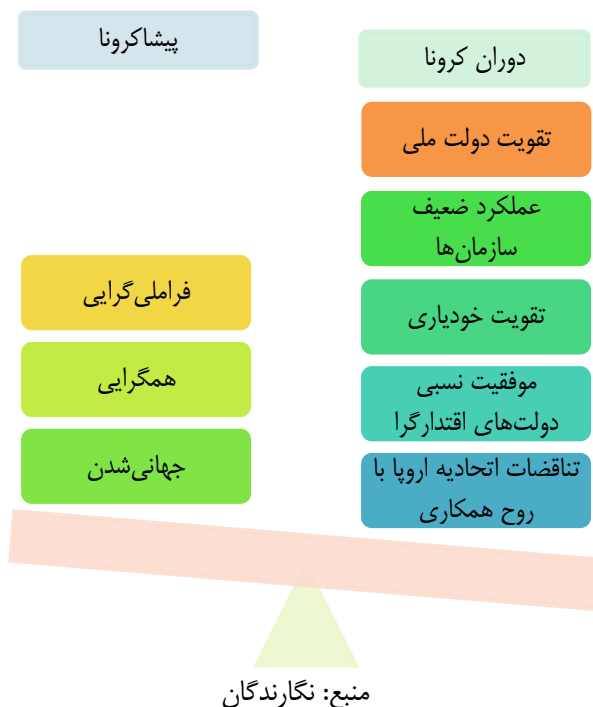 پیشاکرونا
دوران کرونا
تقویت دولت ملی
عملکرد ضعیف
سازمان‌ها
فراملی‌گرایی
تقویت خودیاری
همگرایی
موفقیت نسبی
دولت‌های اقتدارگرا
جهانی‌شدن
تناقضات اتحادیه اروپا با
روح همکاری
منبع: نگارندگان